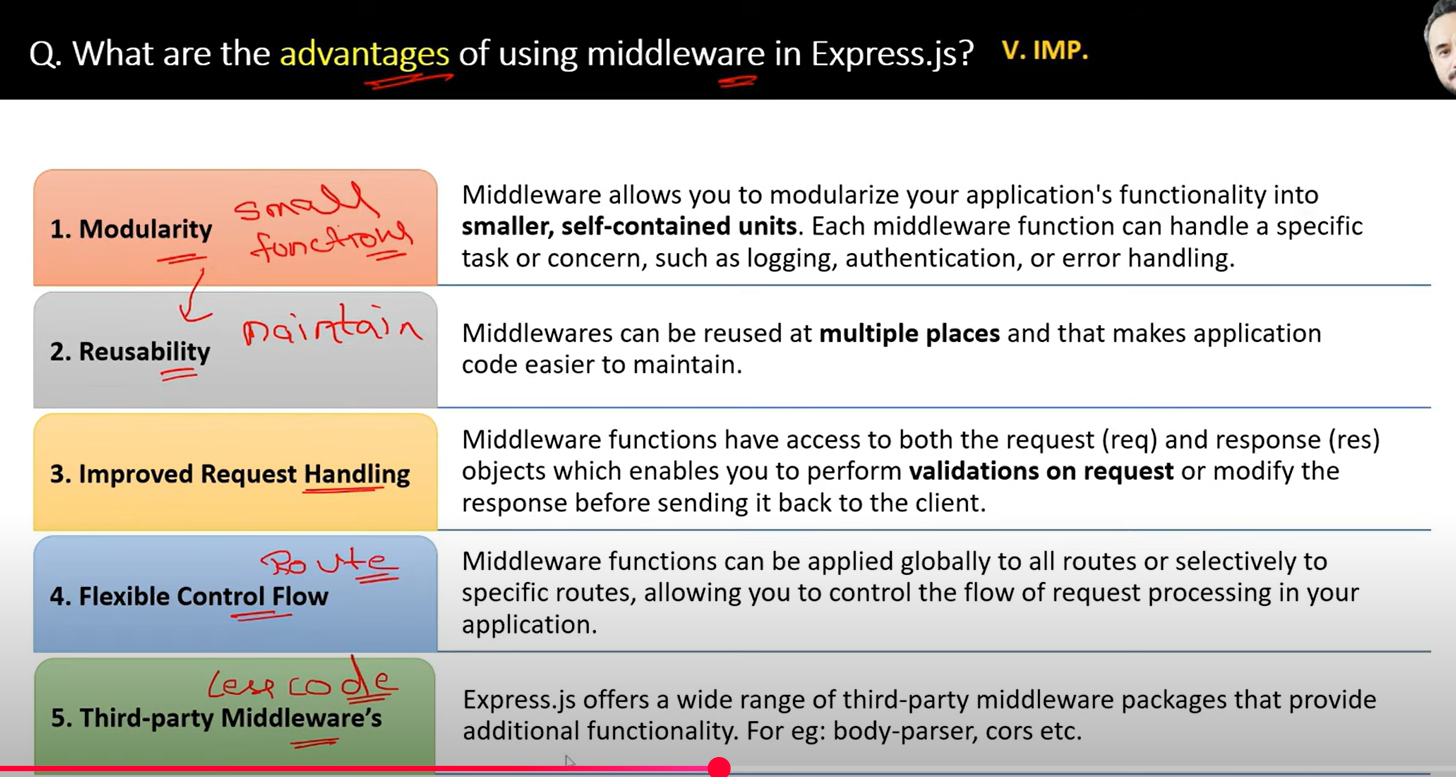 Q. What are the advantages of using middleware in Express.js? V. IMP.
1. Modularity
small
functions
Middleware allows you to modularize your application's functionality into
smaller, self-contained units. Each middleware function can handle a specific
task or concern, such as logging, authentication, or error handling.
2. Reusability
maintain
Middlewares can be reused at multiple places and that makes application
code easier to maintain.
3. Improved Request Handling
Middleware functions have access to both the request (req) and response (res)
objects which enables you to perform validations on request or modify the
response before sending it back to the client.
Route
4. Flexible Control Flow
Middleware functions can be applied globally to all routes or selectively to
specific routes, allowing you to control the flow of request processing in your
application.
Less code
5. Third-party Middleware's
Express.js offers a wide range of third-party middleware packages that provide
additional functionality. For eg: body-parser, cors etc.